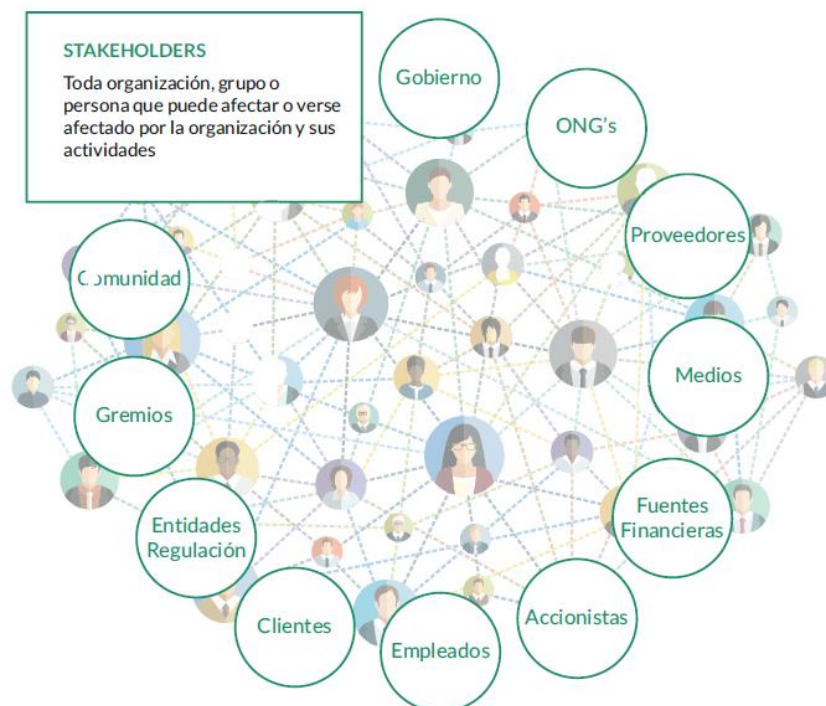 STAKEHOLDERS
Toda organización, grupo o
persona que puede afectar o verse
afectado por la organización y sus
actividades
Gobierno
ONG's
Proveedores
Comunidad
Medios
Gremios
Fuentes
Financieras
Entidades
Regulación
Accionistas
Clientes
Empleados